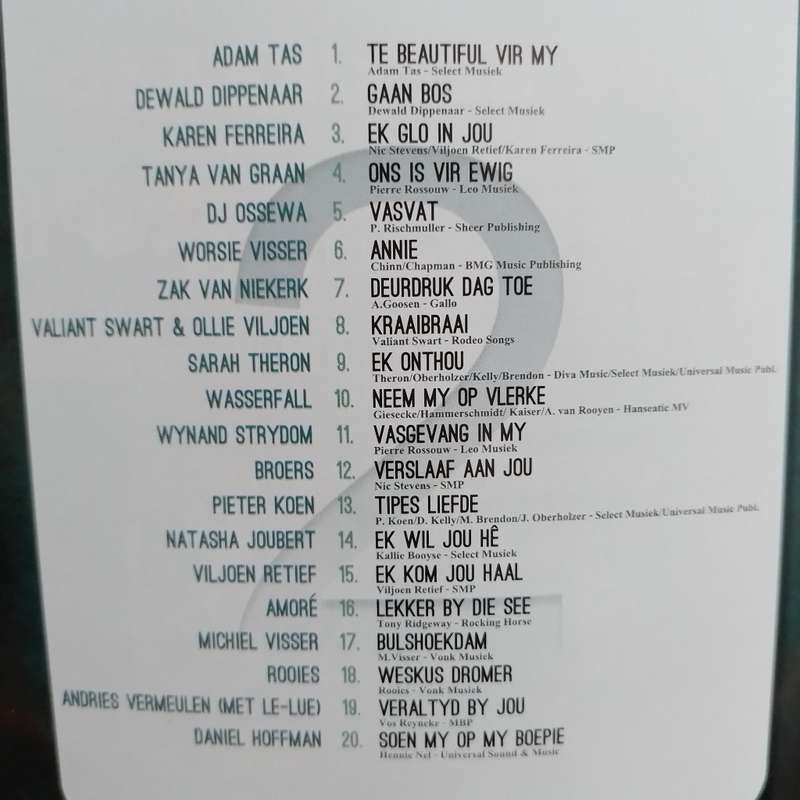 ADAM TAS 1. TE BEAUTIFUL VIR MY
Adam Tas - Select Musiek
DEWALD DIPPENAAR 2. GAAN BOS
Dewald Dippenaar - Select Musiek
KAREN FERREIRA 3. EK GLO IN JOU
Nic Stevens/Viljoen Retief/Karen Ferreira - SMP
TANYA VAN GRAAN 4. ONS IS VIR EWIG
Pierre Rossouw - Leo Musiek
DJ OSSEWA 5. VASVAT
P. Rischmuller - Sheer Publishing
WORSIE VISSER 6. ANNIE
Chinn/Chapman - BMG Music Publishing
ZAK VAN NIEKERK 7. DEURDRUK DAG TOE
A.Goosen - Gallo
VALIANT SWART & OLLIE VILJOEN 8. KRAAIBRAAI
Valiant Swart - Rodeo Songs
SARAH THERON 9. EK ONTHOU
Theron/Oberholzer/Kelly/Brendon - Diva Music/Select Musiek/Universal Music Publ.
WASSERFALL 10. NEEM MY OP VLERKE
Giesecke/Hammerschmidt/ Kaiser/A. van Rooyen - Hanseatic MV
WYNAND STRYDOM 11. VASGEVANG IN MY
Pierre Rossouw - Leo Musiek
BROERS 12. VERSLAAF AAN JOU
Nic Stevens - SMP
PIETER KOEN 13. TIPES LIEFDE
P. Koen/D. Kelly/M. Brendon/J. Oberholzer - Select Musiek/Universal Music Publ.
NATASHA JOUBERT 14. EK WIL JOU HÊ
Kallie Booyse - Select Musiek
VILJOEN RETIEF 15. EK KOM JOU HAAL
Viljoen Retief - SMP
AMORÉ 16. LEKKER BY DIE SEE
Tony Ridgeway - Rocking Horse
MICHIEL VISSER 17. BULSHOEKDAM
M.Visser - Vonk Musiek
ROOIES 18. WESKUS DROMER
Rooies - Vonk Musiek
ANDRIES VERMEULEN (MET LE-LUE) 19. VERALTYD BY JOU
Vos Reyneke - MBP
DANIEL HOFFMAN 20. SOEN MY OP MY BOEPIE
Hennie Nel - Universal Sound & Music
2